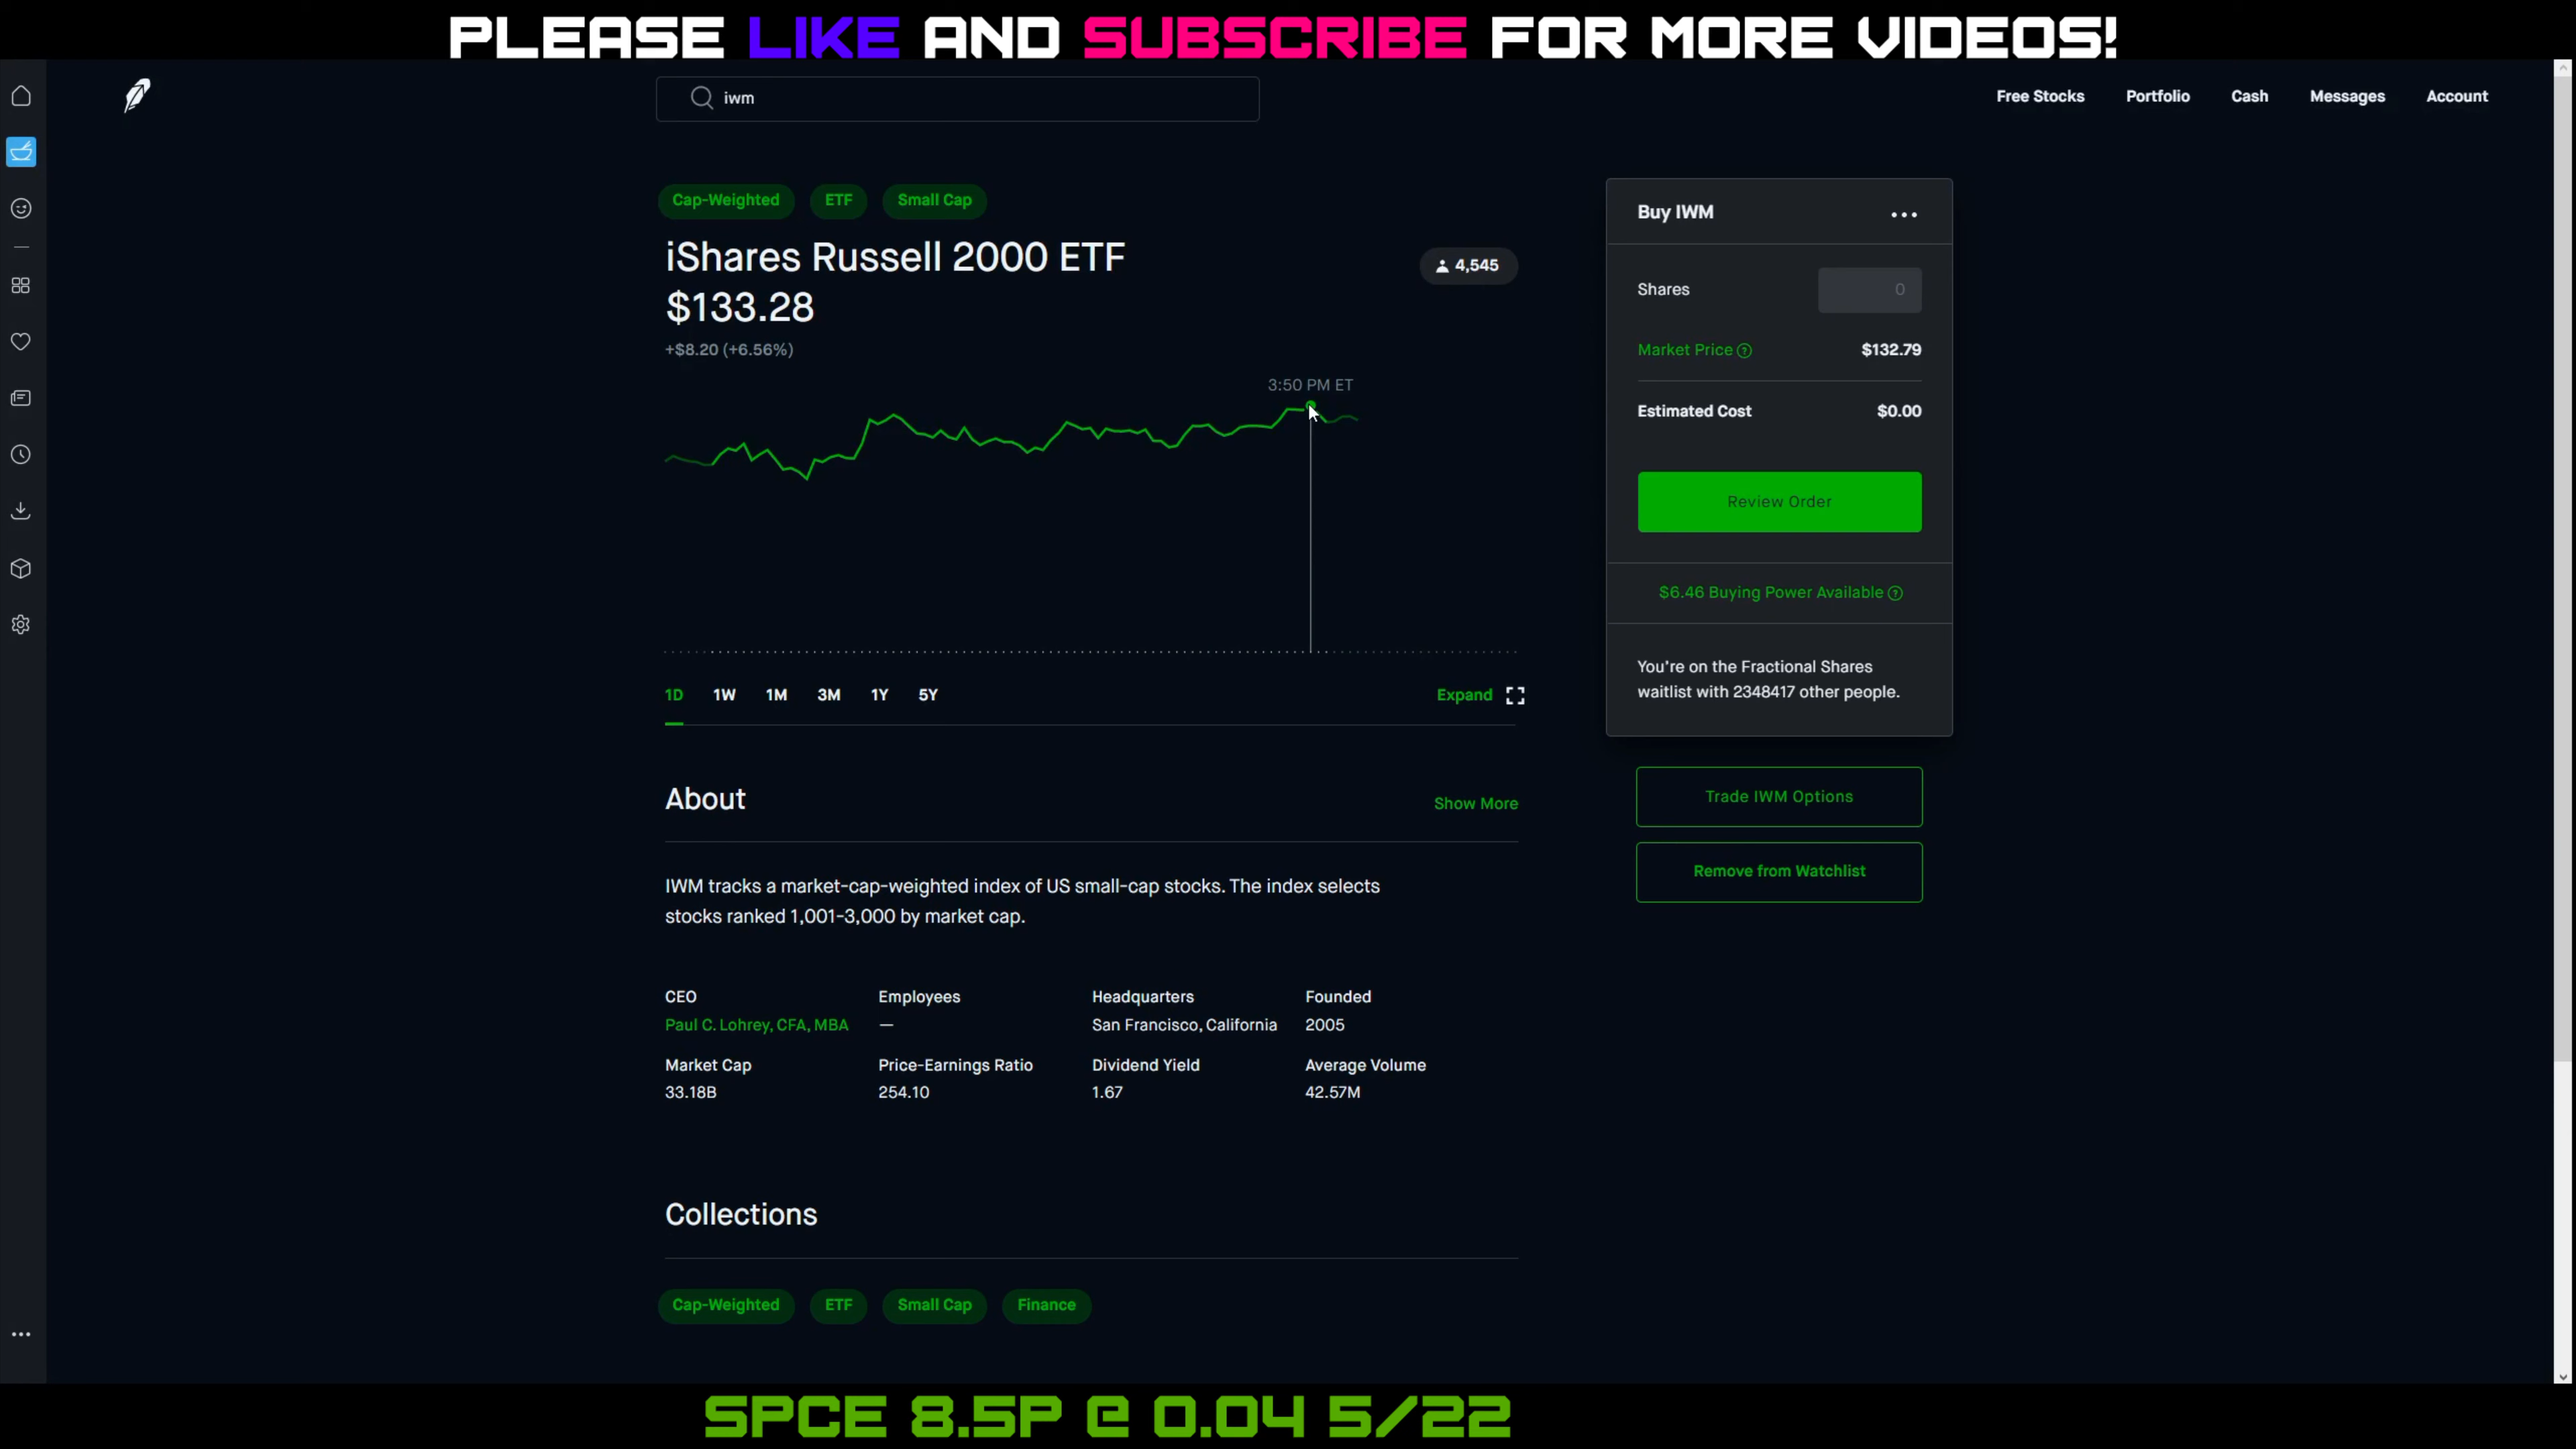 PLEASE LIKE AND SUBSCRIBE FOR MORE VIDEOS!
iwm
Free Stocks
Portfolio
Cash
Messages
Account
Cap-Weighted
ETF
Small Cap
iShares Russell 2000 ETF
$133.28
+$8.20 (+6.56%)
4,545
3:50 PM ET
1D
1W
1M
3M
1Y
5Y
Expand
Buy IWM
Shares
0
Market Price
$132.79
Estimated Cost
$0.00
Review Order
$6.46 Buying Power Available
You're on the Fractional Shares
waitlist with 2348417 other people.
Trade IWM Options
Remove from Watchlist
About
Show More
IWM tracks a market-cap-weighted index of US small-cap stocks. The index selects
stocks ranked 1,001-3,000 by market cap.
CEO
Paul C. Lohrey, CFA, MBA
Employees
—
Headquarters
San Francisco, California
Founded
2005
Market Cap
33.18B
Price-Earnings Ratio
254.10
Dividend Yield
1.67
Average Volume
42.57M
Collections
Cap-Weighted
ETF
Small Cap
Finance
SPCE 8.5P @ 0.04 5/22